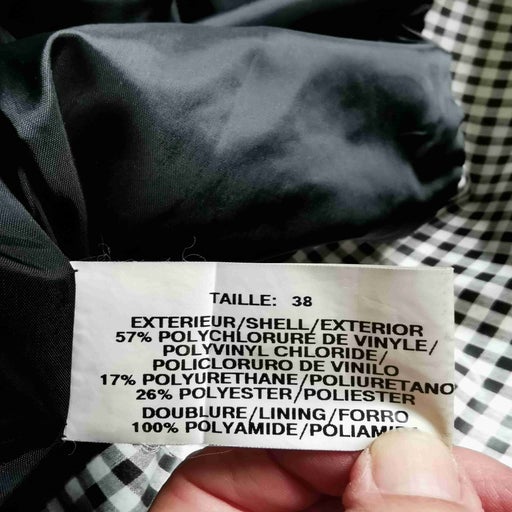 TAILLE: 38
EXTERIEUR/SHELL/EXTERIOR
57% POLYCHLORURE DE VINYLE/
POLYVINYL CHLORIDE/
POLICLORURO DE VINILO
17% POLYURETHANE/POLIURETANO
26% POLYESTER/POLIESTER
DOUBLURE/LINING/FORRO
100% POLYAMIDE/